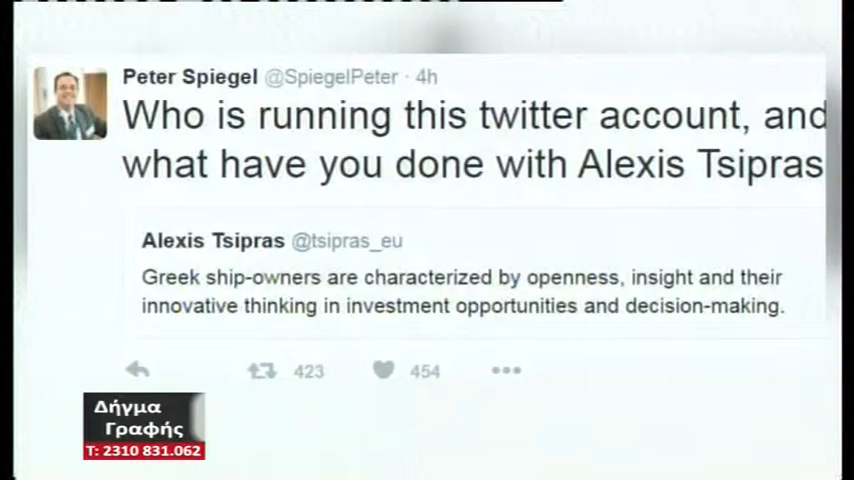 Peter Spiegel @SpiegelPeter · 4h
Who is running this twitter account, and
what have you done with Alexis Tsipras
Alexis Tsipras @tsipras_eu
Greek ship-owners are characterized by openness, insight and their
innovative thinking in investment opportunities and decision-making.
423 454
Δήγμα
Γραφής
Τ: 2310 831.062